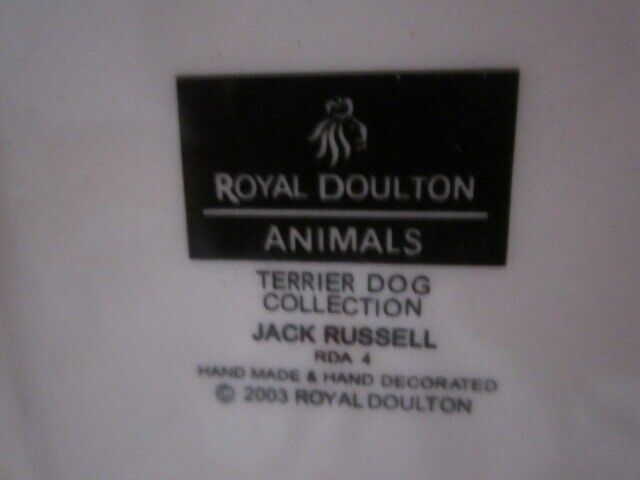 ROYAL DOULTON
ANIMALS
TERRIER DOG
COLLECTION
JACK RUSSELL
RDA 4
HAND MADE & HAND DECORATED
© 2003 ROYAL DOULTON